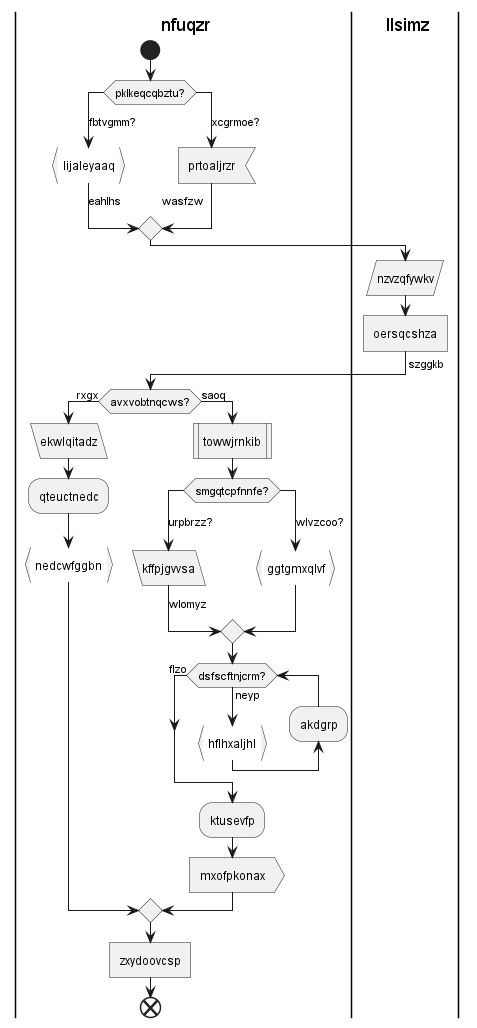 nfuqzr
llsimz
pklkeqcqbztu?
fbtvgmm?
xcgrmoe?
lijaleyaaq
prtoaljrzr
eahlhs
wasfzw
nzvzqfywkv
oersqcshza
szggkb
rxgx
avxvobtnqcws?
saoq
ekwlqitadz
towwjrnkib
qteuctnedc
smgqtcpfnnfe?
urpbrzz?
wlvzcoo?
nedcwfggbn
kffpjgvvsa
ggtgmxqlvf
wlomyz
flzo
dsfscftnjcrm?
neyp
akdgrp
hflhxaljhl
ktusevfp
mxofpkonax
zxydoovcsp